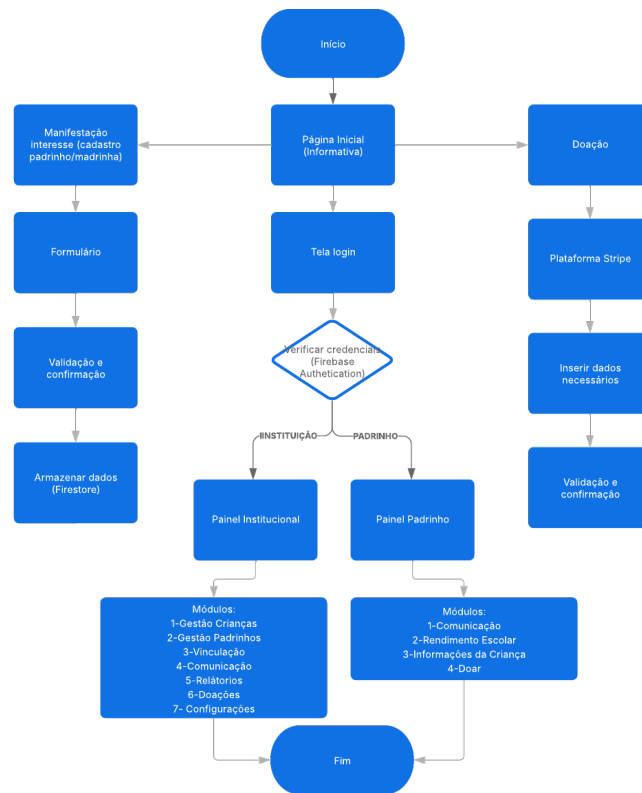 Início
Manifestação
interesse (cadastro
padrinho/madrinha)
Página Inicial
(Informativa)
Doação
Formulário
Tela login
Plataforma Stripe
Validação e
confirmação
Verificar credenciais
(Firebase
Authetication)
Inserir dados
necessários
IINSTITUIÇÃO
PADRINHO
Armazenar dados
(Firestore)
Validação e
confirmação
Painel Institucional
Painel Padrinho
Módulos:
1-Gestão Crianças
2-Gestão Padrinhos
3-Vinculação
4-Comunicação
5-Relátorios
6-Doações
7- Configurações
Módulos:
1-Comunicação
2-Rendimento Escolar
3-Informações da Criança
4-Doar
Fim